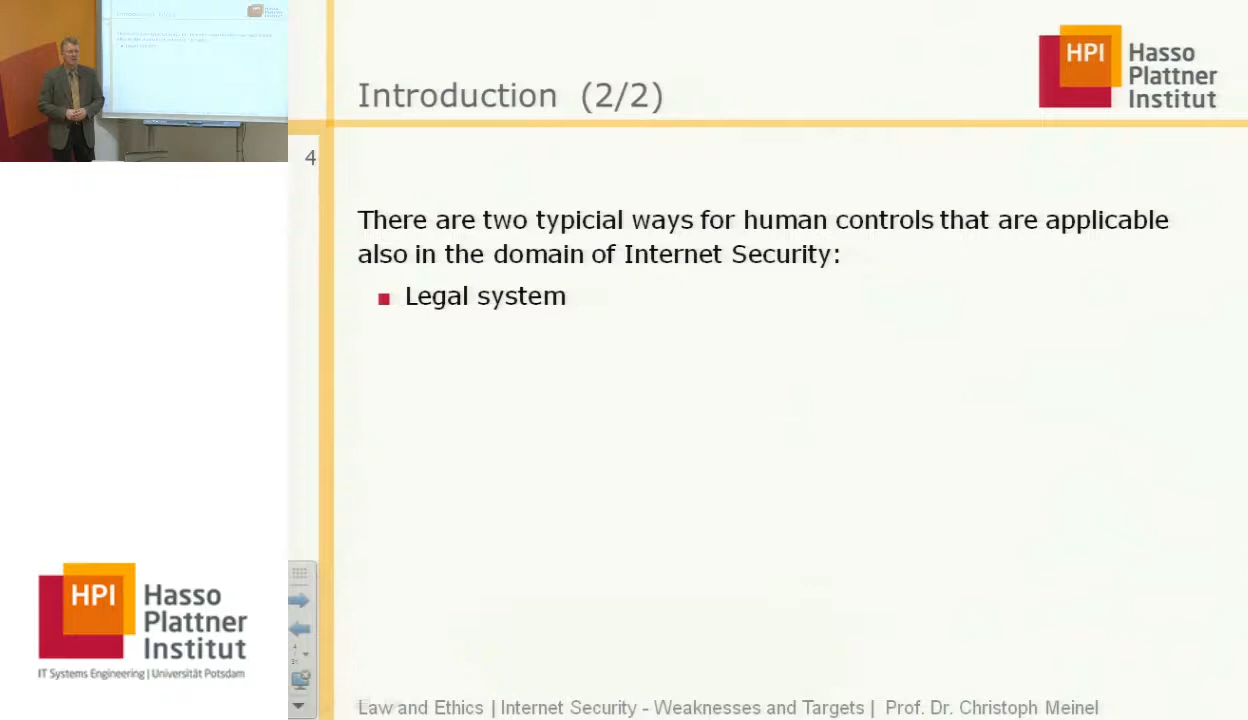 Introduction (2/2)
HPI
Hasso
Plattner
Institut
4
There are two typicial ways for human controls that are applicable
also in the domain of Internet Security:
Legal system
HPI
Hasso
Plattner
Institut
IT Systems Engineering | Universität Potsdam
Law and Ethics | Internet Security - Weaknesses and Targets | Prof. Dr. Christoph Meinel